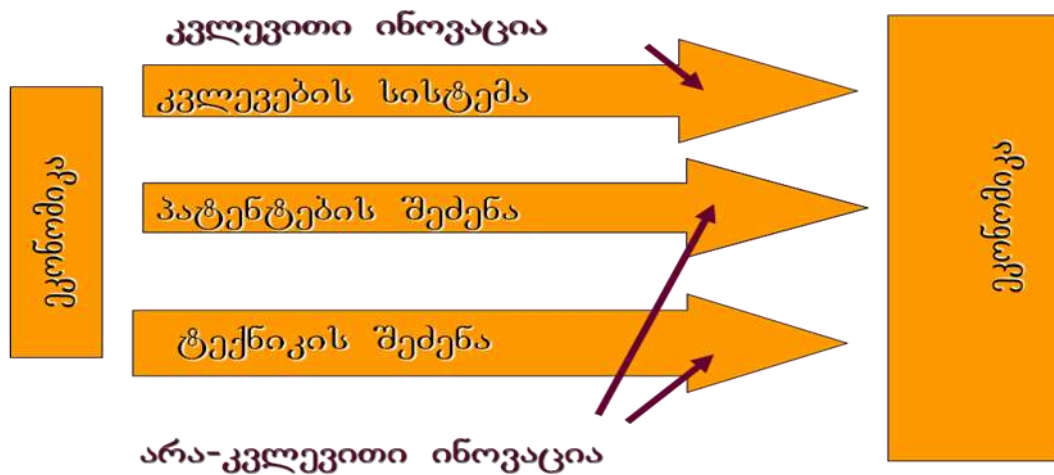 კვლევითი ინოვაცია
კვლევების სისტემა
ეკონომიკა
პატენტების შეძენა
ეკონომიკა
ტექნიკის შეძენა
არა-კვლევითი ინოვაცია